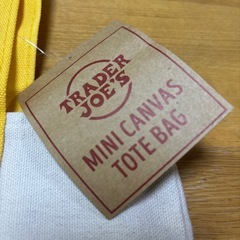 TRADER
JOE'S
MINI CANVAS
TOTE BAG